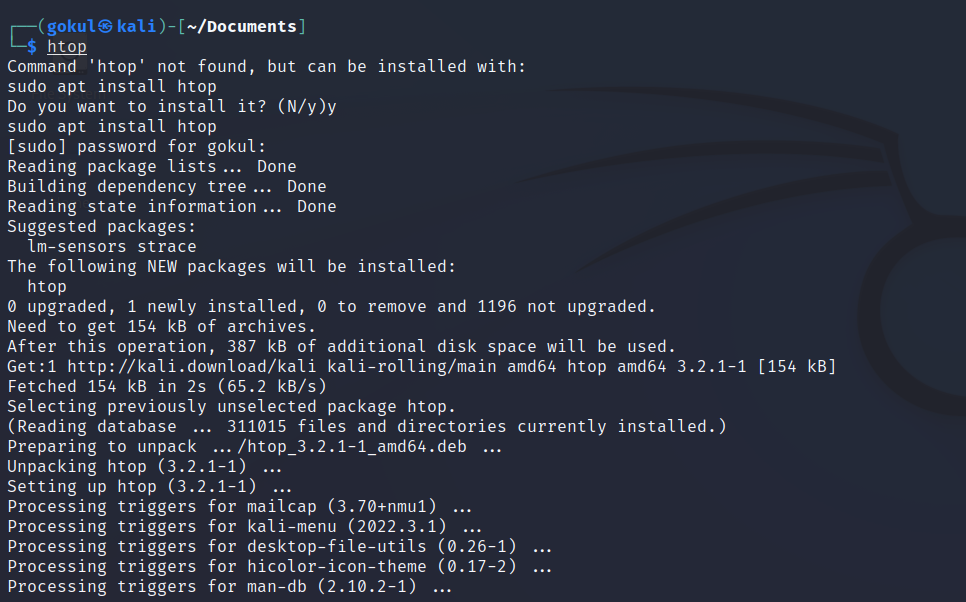 ┌──(gokul㉿kali)-[~/Documents]
└─$ htop
Command 'htop' not found, but can be installed with:
sudo apt install htop
Do you want to install it? (N/y)y
sudo apt install htop
[sudo] password for gokul:
Reading package lists... Done
Building dependency tree... Done
Reading state information... Done
Suggested packages:
  lm-sensors strace
The following NEW packages will be installed:
  htop
0 upgraded, 1 newly installed, 0 to remove and 1196 not upgraded.
Need to get 154 kB of archives.
After this operation, 387 kB of additional disk space will be used.
Get:1 http://kali.download/kali kali-rolling/main amd64 htop amd64 3.2.1-1 [154 kB]
Fetched 154 kB in 2s (65.2 kB/s)
Selecting previously unselected package htop.
(Reading database ... 311015 files and directories currently installed.)
Preparing to unpack .../htop_3.2.1-1_amd64.deb ...
Unpacking htop (3.2.1-1) ...
Setting up htop (3.2.1-1) ...
Processing triggers for mailcap (3.70+nmu1) ...
Processing triggers for kali-menu (2022.3.1) ...
Processing triggers for desktop-file-utils (0.26-1) ...
Processing triggers for hicolor-icon-theme (0.17-2) ...
Processing triggers for man-db (2.10.2-1) ...